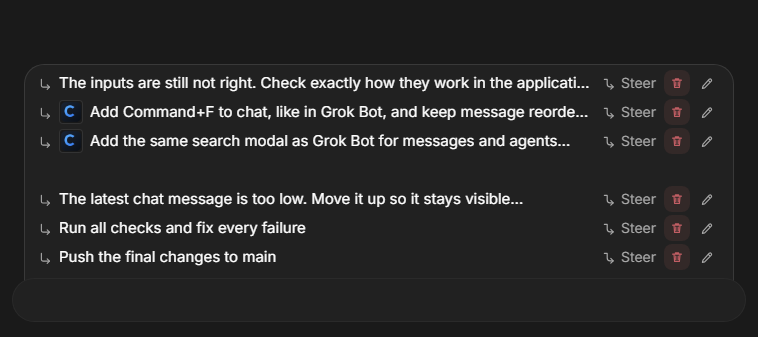 The inputs are still not right. Check exactly how they work in the applicati... Steer
C Add Command+F to chat, like in Grok Bot, and keep message reorde... Steer
C Add the same search modal as Grok Bot for messages and agents... Steer
The latest chat message is too low. Move it up so it stays visible... Steer
Run all checks and fix every failure Steer
Push the final changes to main Steer